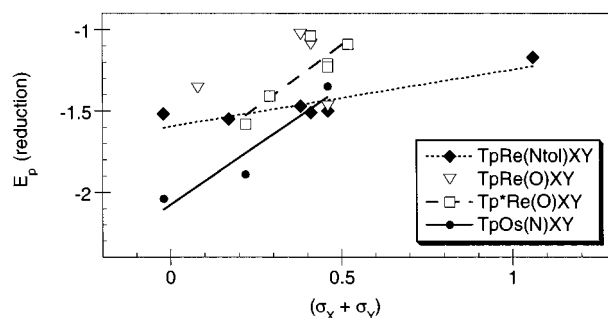 -1
-1.5
-2
E_p (reduction)
TpRe(Ntol)XY
TpRe(O)XY
Tp*Re(O)XY
TpOs(N)XY
0
0.5
1
(σ_X + σ_Y)